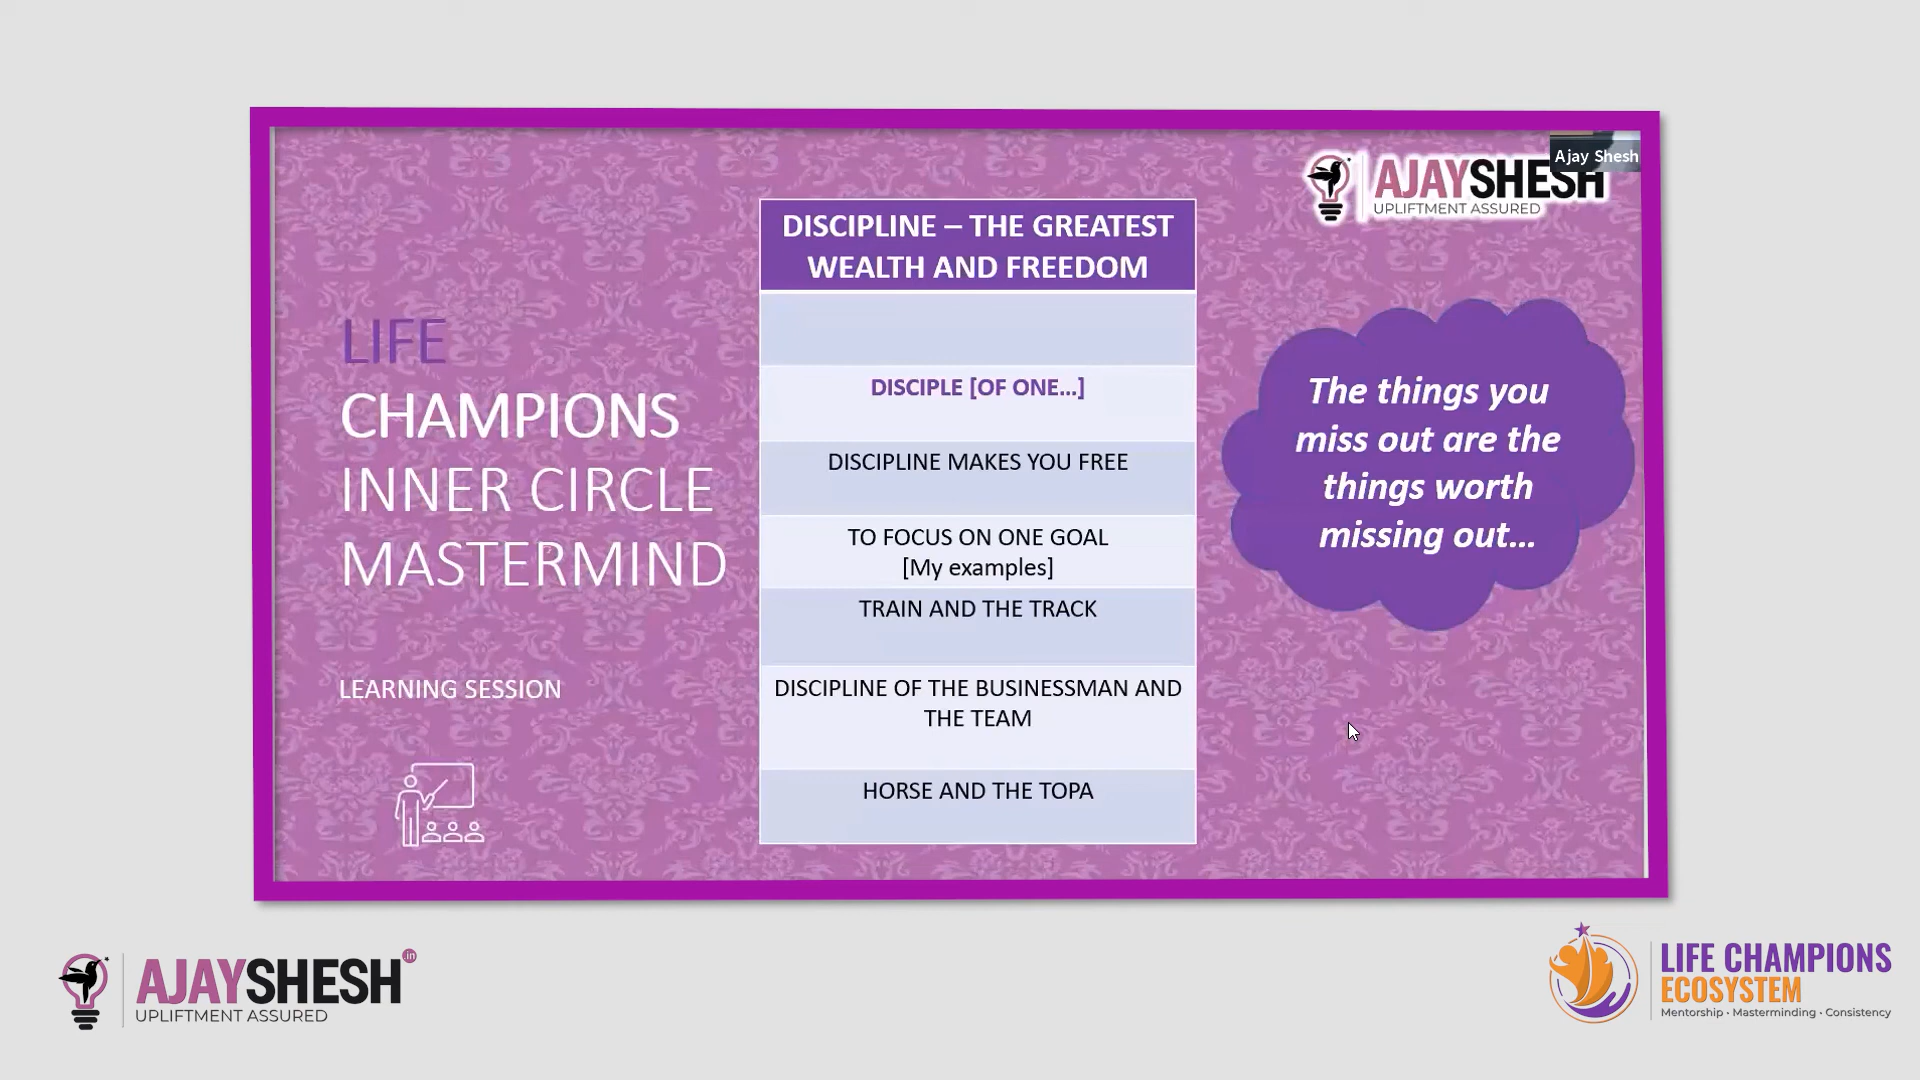 Ajay Shesh
AJAYSHESH
UPLIFTMENT ASSURED
LIFE
CHAMPIONS
INNER CIRCLE
MASTERMIND
LEARNING SESSION
DISCIPLINE – THE GREATEST
WEALTH AND FREEDOM
DISCIPLE [OF ONE...]
DISCIPLINE MAKES YOU FREE
TO FOCUS ON ONE GOAL
[My examples]
TRAIN AND THE TRACK
DISCIPLINE OF THE BUSINESSMAN AND
THE TEAM
HORSE AND THE TOPA
The things you
miss out are the
things worth
missing out...
AJAYSHESH.in
UPLIFTMENT ASSURED
LIFE CHAMPIONS
ECOSYSTEM
Mentorship • Masterminding • Consistency